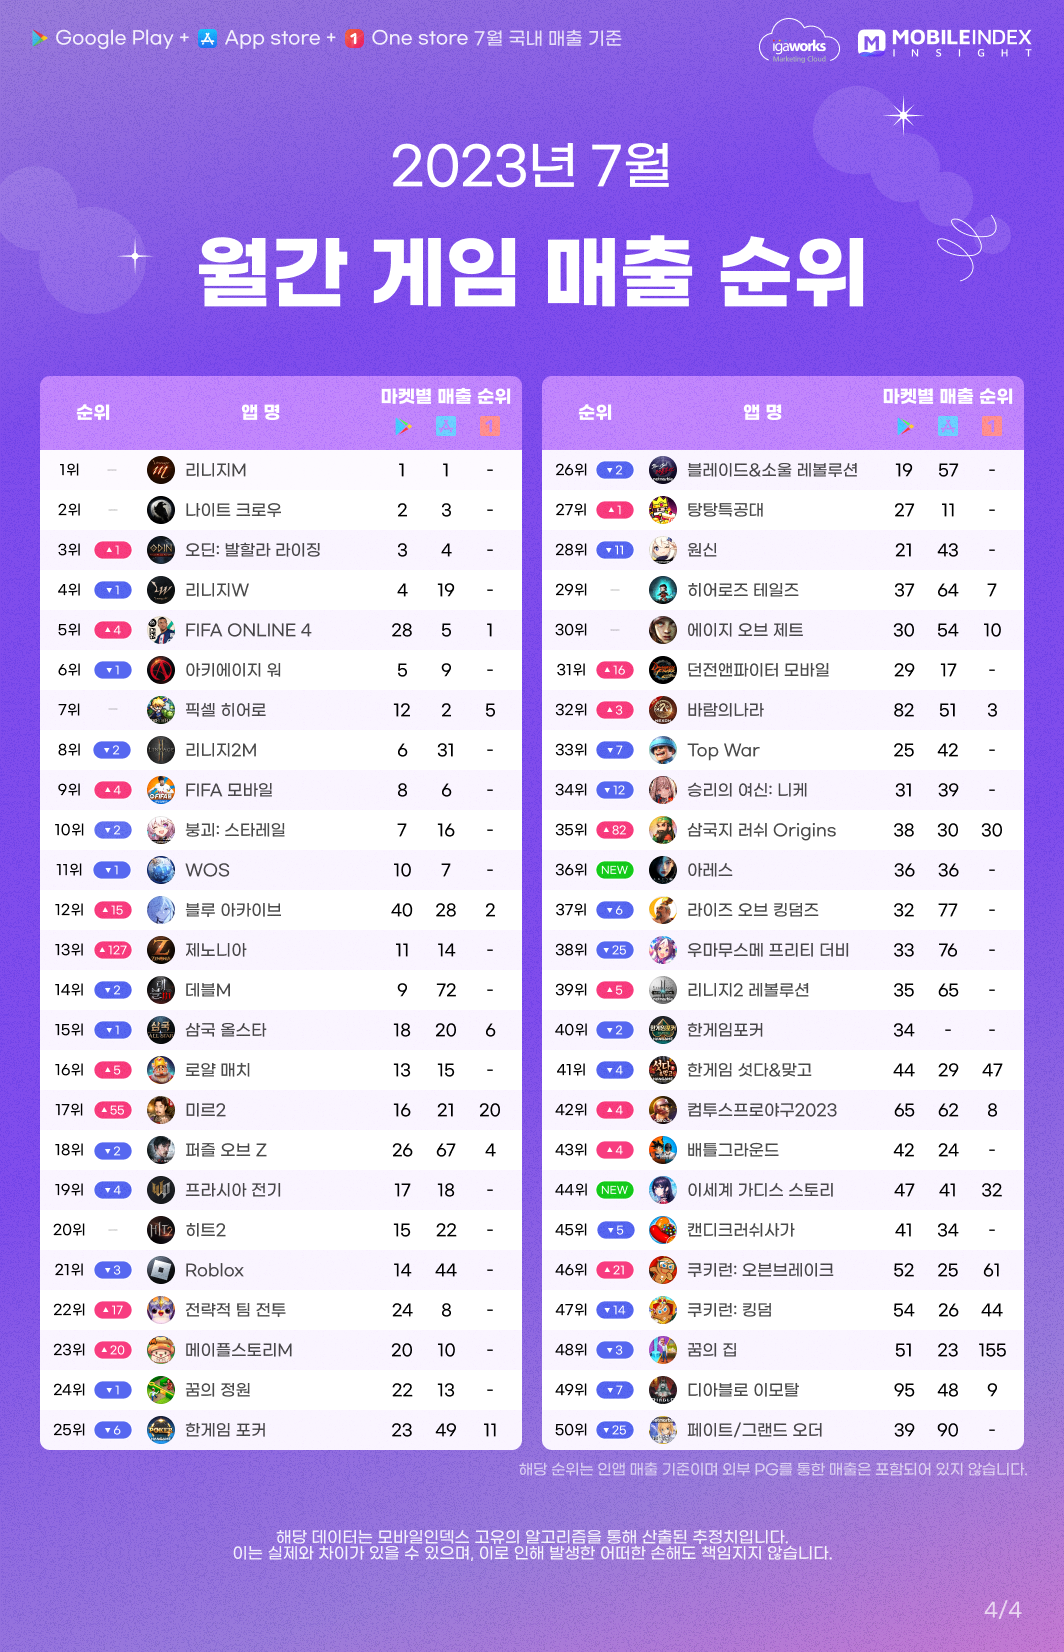 Google Play + App store + 1 One store 7월 국내 매출 기준
igaworks
Marketing Cloud
M MOBILEINDEX
INSIGHT
2023년 7월
월간 게임 매출 순위
순위 앱 명 마켓별 매출 순위
1위 – 리니지M 1 1 -
2위 – 나이트 크로우 2 3 -
3위 ▲1 오딘: 발할라 라이징 3 4 -
4위 ▼1 리니지W 4 19 -
5위 ▲4 FIFA ONLINE 4 28 5 1
6위 ▼1 아키에이지 워 5 9 -
7위 – 픽셀 히어로 12 2 5
8위 ▼2 리니지2M 6 31 -
9위 ▲4 FIFA 모바일 8 6 -
10위 ▼2 붕괴: 스타레일 7 16 -
11위 ▼1 WOS 10 7 -
12위 ▲15 블루 아카이브 40 28 2
13위 ▲127 제노니아 11 14 -
14위 ▼2 데블M 9 72 -
15위 ▼1 삼국 올스타 18 20 6
16위 ▲5 로얄 매치 13 15 -
17위 ▲55 미르2 16 21 20
18위 ▼2 퍼즐 오브 Z 26 67 4
19위 ▼4 프라시아 전기 17 18 -
20위 – 히트2 15 22 -
21위 ▼3 Roblox 14 44 -
22위 ▲17 전략적 팀 전투 24 8 -
23위 ▲20 메이플스토리M 20 10 -
24위 ▼1 꿈의 정원 22 13 -
25위 ▼6 한게임 포커 23 49 11
순위 앱 명 마켓별 매출 순위
26위 ▼2 블레이드&소울 레볼루션 19 57 -
27위 ▲1 탕탕특공대 27 11 -
28위 ▼11 원신 21 43 -
29위 – 히어로즈 테일즈 37 64 7
30위 – 에이지 오브 제트 30 54 10
31위 ▲16 던전앤파이터 모바일 29 17 -
32위 ▲3 바람의나라 82 51 3
33위 ▼7 Top War 25 42 -
34위 ▼12 승리의 여신: 니케 31 39 -
35위 ▲82 삼국지 러쉬 Origins 38 30 30
36위 NEW 아레스 36 36 -
37위 ▼6 라이즈 오브 킹덤즈 32 77 -
38위 ▼25 우마무스메 프리티 더비 33 76 -
39위 ▲5 리니지2 레볼루션 35 65 -
40위 ▼2 한게임포커 34 - -
41위 ▼4 한게임 섯다&맞고 44 29 47
42위 ▲4 컴투스프로야구2023 65 62 8
43위 ▲4 배틀그라운드 42 24 -
44위 NEW 이세계 가디스 스토리 47 41 32
45위 ▼5 캔디크러쉬사가 41 34 -
46위 ▲21 쿠키런: 오븐브레이크 52 25 61
47위 ▼14 쿠키런: 킹덤 54 26 44
48위 ▼3 꿈의 집 51 23 155
49위 ▼7 디아블로 이모탈 95 48 9
50위 ▼25 페이트/그랜드 오더 39 90 -
해당 순위는 인앱 매출 기준이며 외부 PG를 통한 매출은 포함되어 있지 않습니다.
해당 데이터는 모바일인덱스 고유의 알고리즘을 통해 산출된 추정치입니다.
이는 실제와 차이가 있을 수 있으며, 이로 인해 발생한 어떠한 손해도 책임지지 않습니다.
4/4